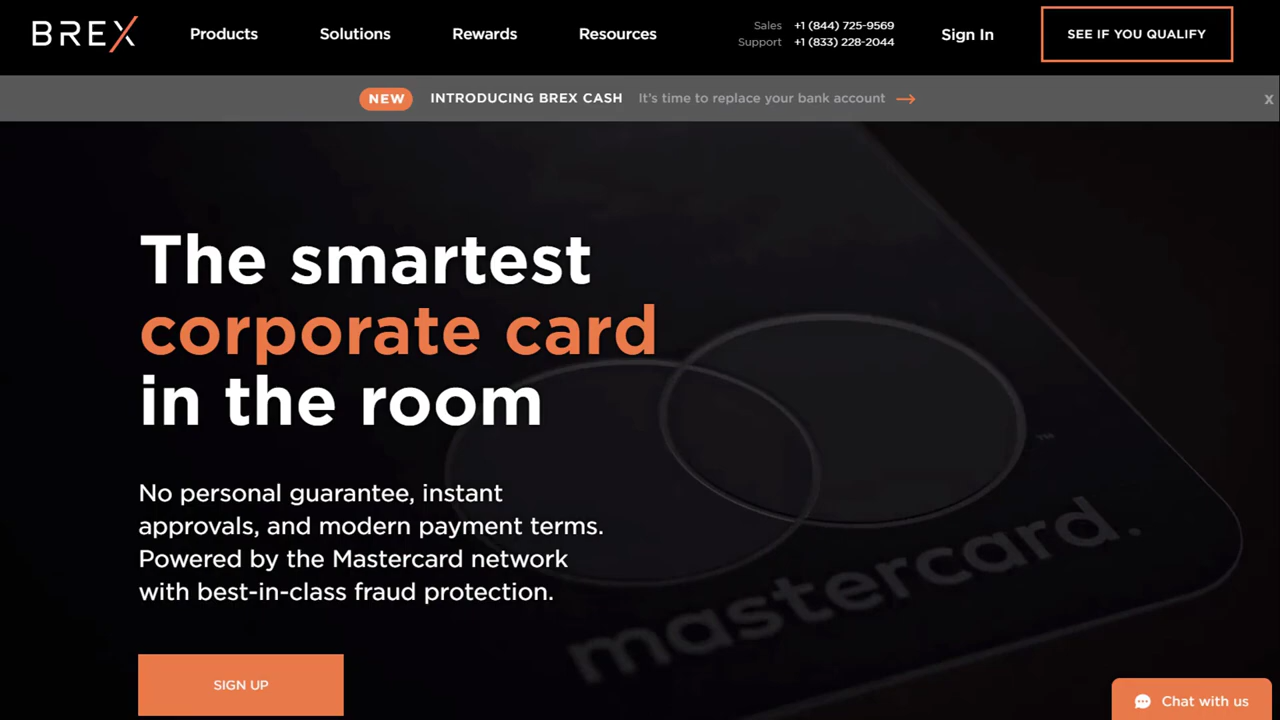 BREX
Products
Solutions
Rewards
Resources
Sales +1 (844) 725-9569
Support +1 (833) 228-2044
Sign In
SEE IF YOU QUALIFY
NEW INTRODUCING BREX CASH It's time to replace your bank account
x
The smartest
corporate card
in the room
No personal guarantee, instant
approvals, and modern payment terms.
Powered by the Mastercard network
with best-in-class fraud protection.
SIGN UP
TM
mastercard.
Chat with us